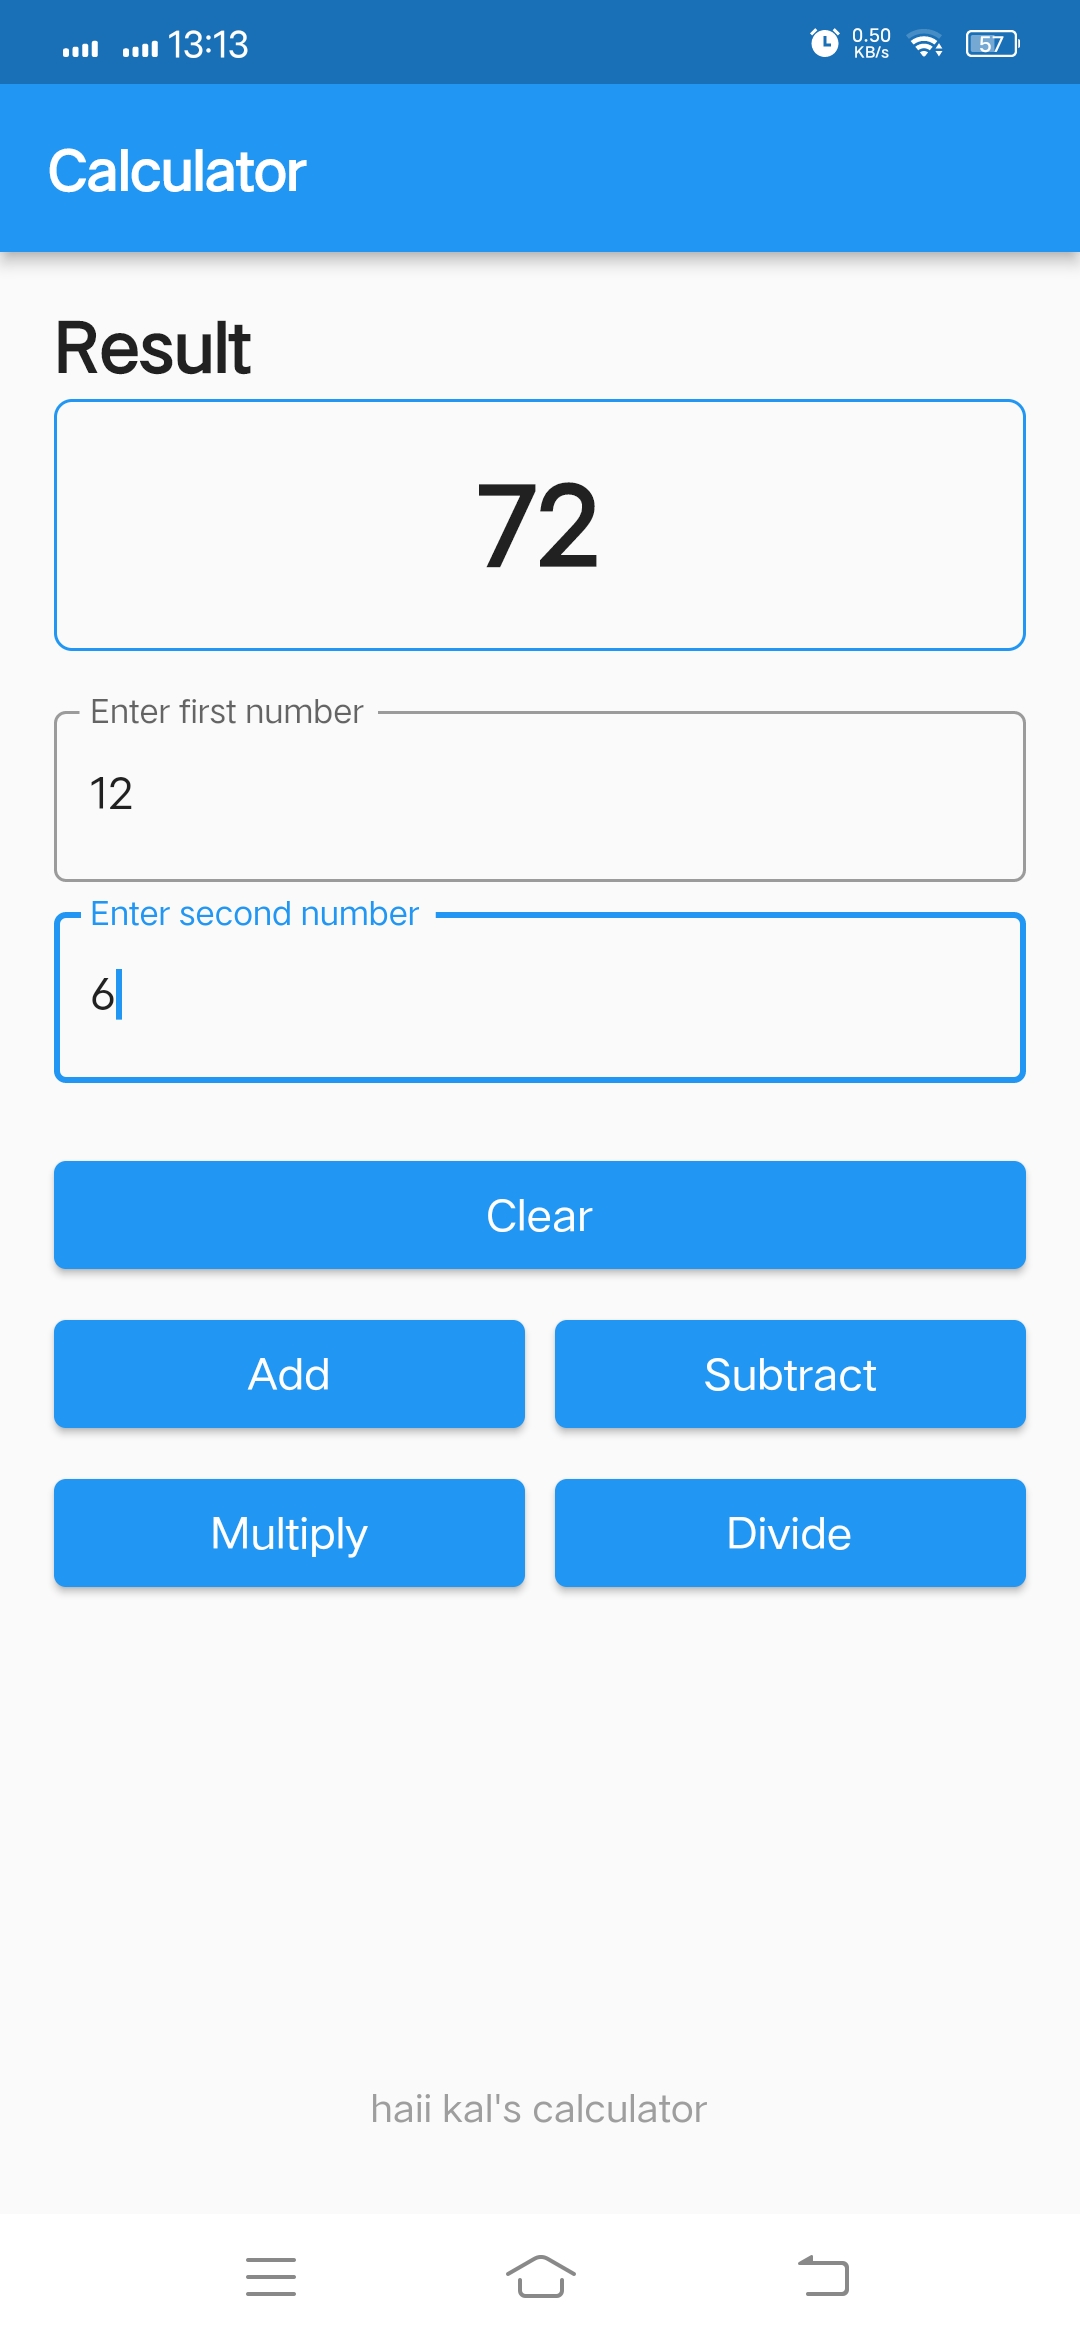 13:13 0.50 KB/s 57
Calculator
Result
72
Enter first number
12
Enter second number
6
Clear
Add Subtract
Multiply Divide
haii kal's calculator